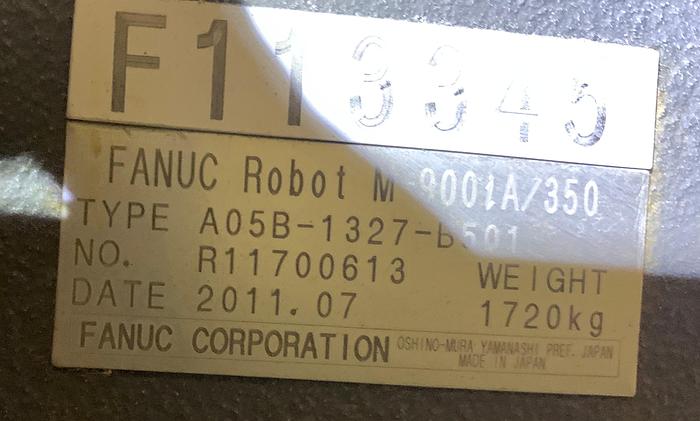 F113345
FANUC Robot M-900iA/350
TYPE A05B-1327-B501
NO. R11700613
WEIGHT
DATE 2011.07
1720kg
FANUC CORPORATION
OSHINO-MURA YAMANASHI PREF. JAPAN
MADE IN JAPAN